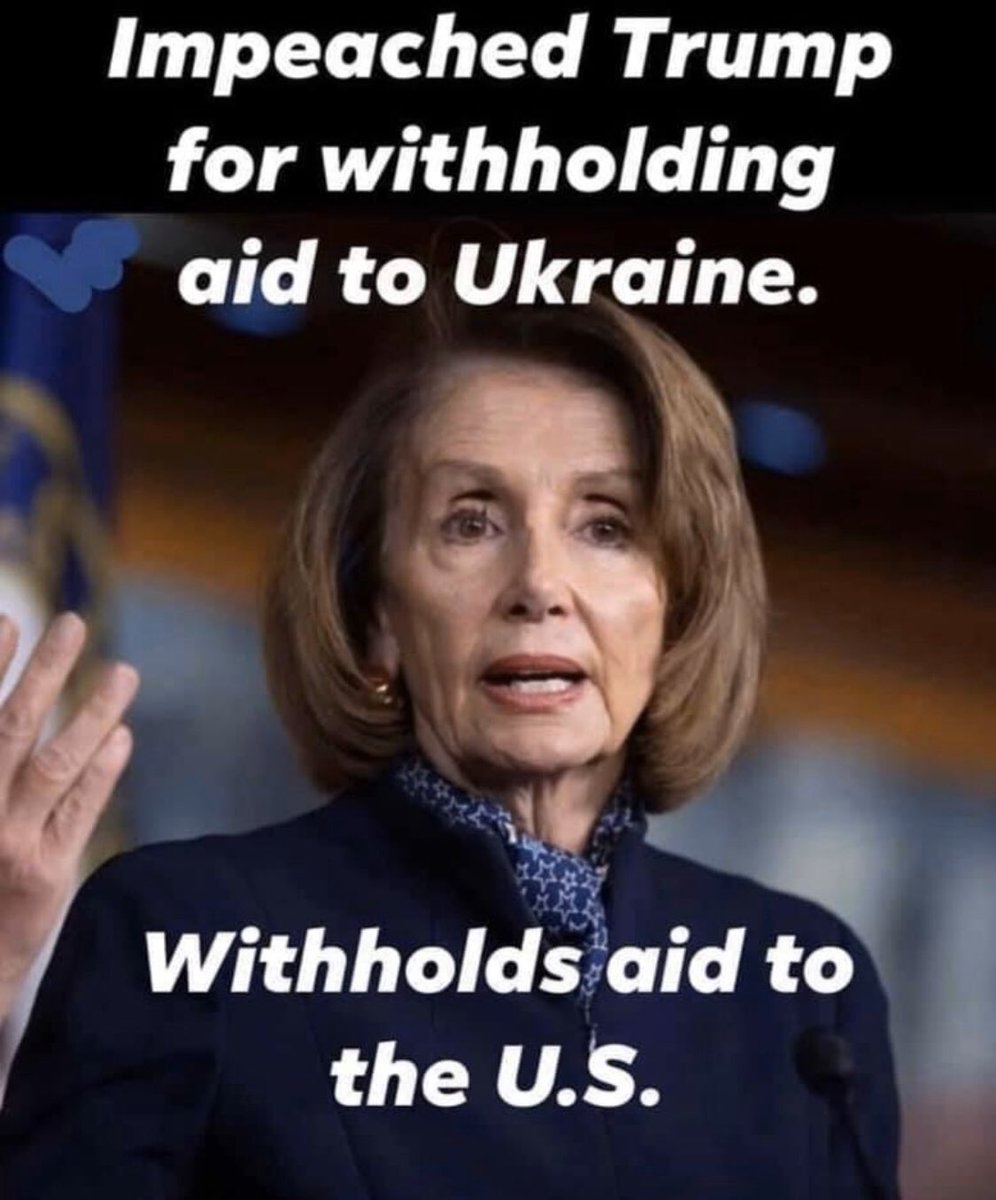 Impeached Trump
for withholding
aid to Ukraine.
Withholds aid to
the U.S.